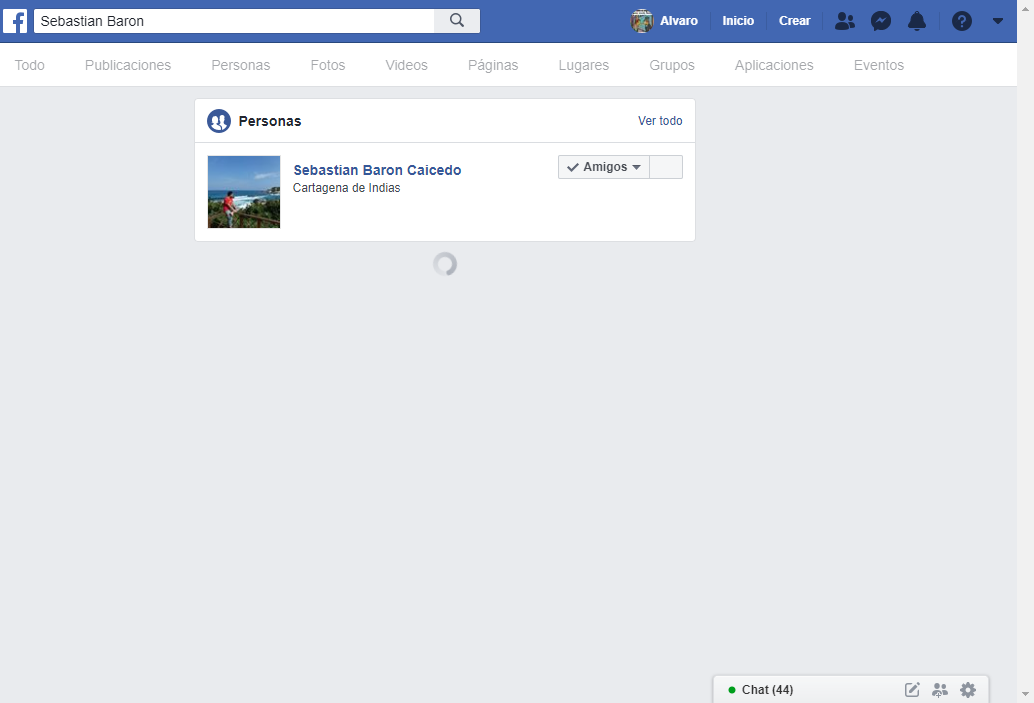 Sebastian Baron
Alvaro Inicio Crear
Todo Publicaciones Personas Fotos Videos Páginas Lugares Grupos Aplicaciones Eventos
Personas Ver todo
Sebastian Baron Caicedo Amigos
Cartagena de Indias
Chat (44)